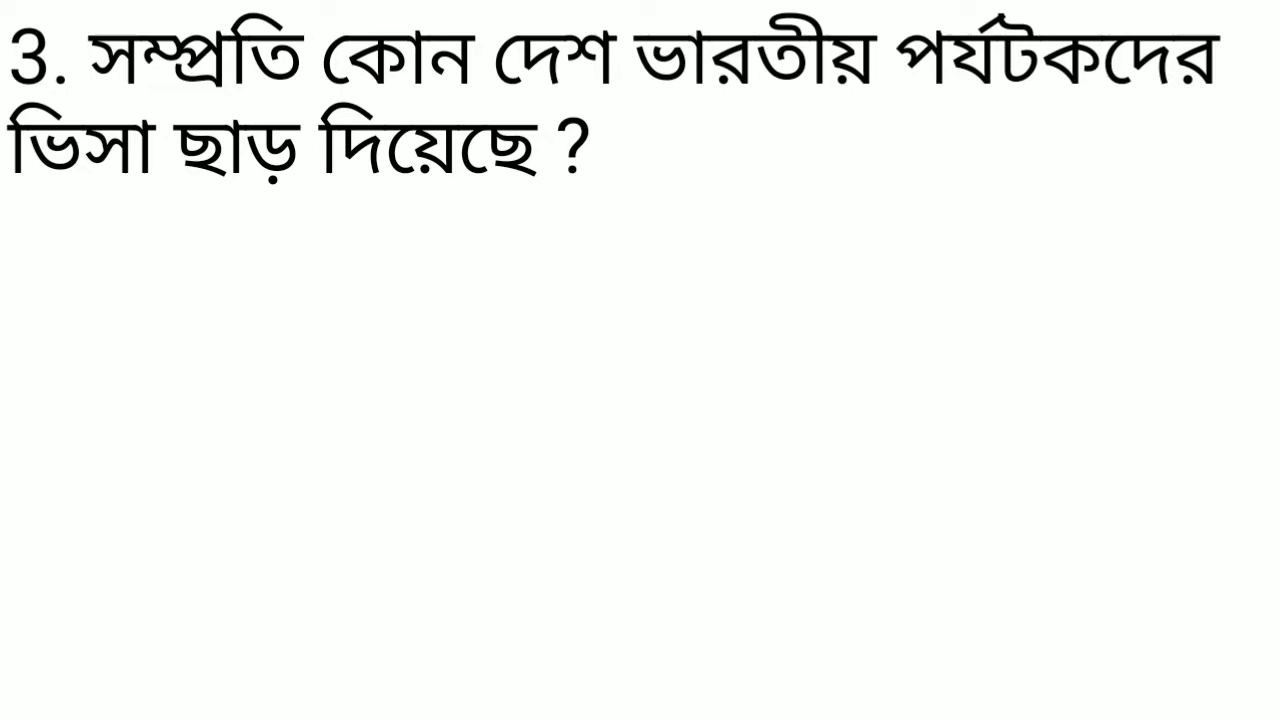 3. সম্প্রতি কোন দেশ ভারতীয় পর্যটকদের
ভিসা ছাড় দিয়েছে ?